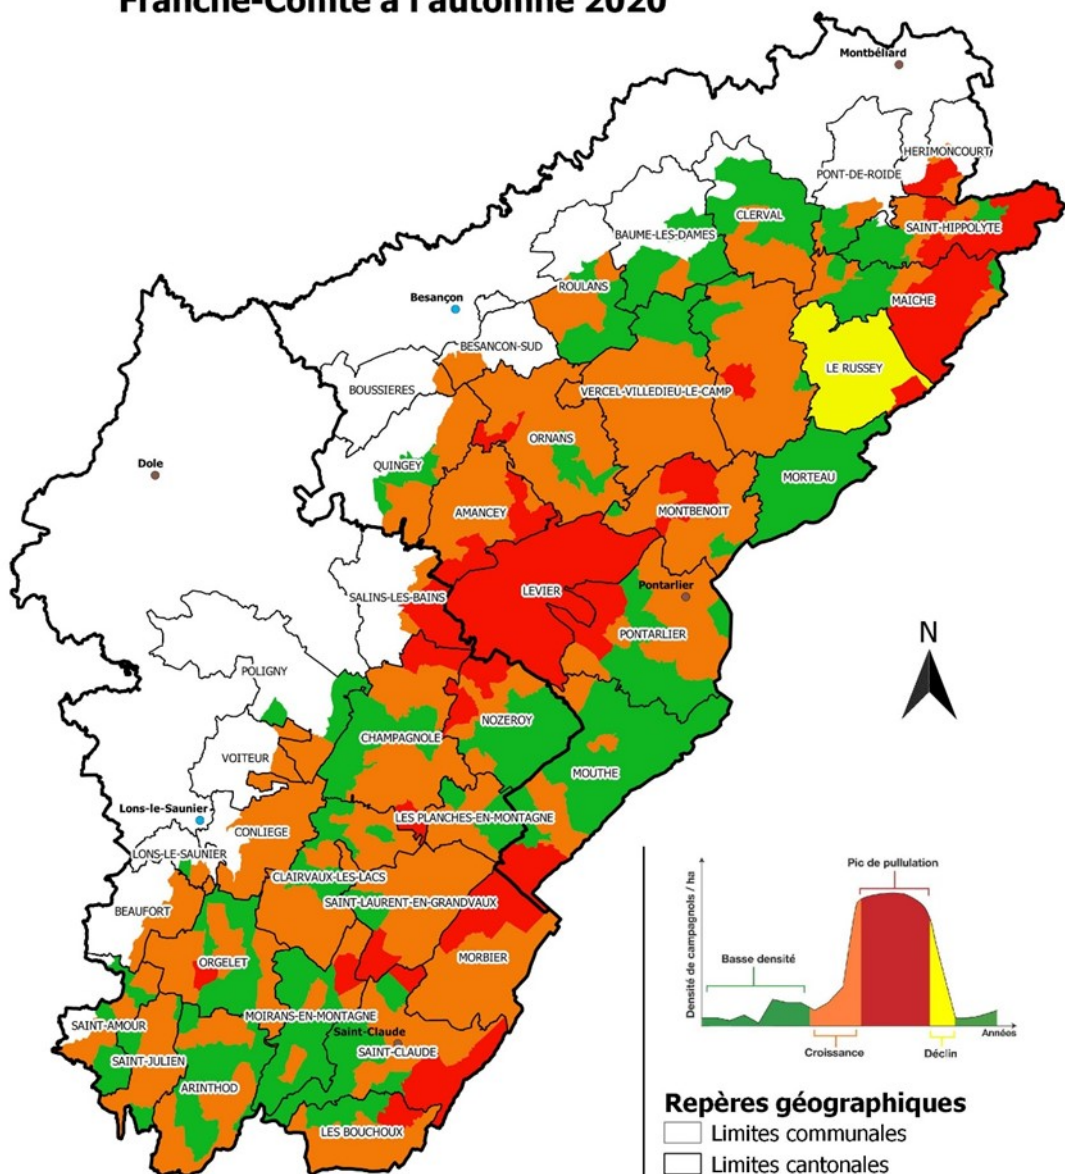 Franche-Comté à l'automne 2020
Montbéliard
HERIMONCOURT
PONT-DE-ROIDE
CLERVAL
SAINT-HIPPOLYTE
BAUME-LES-DAMES
ROULANS
MAICHE
Besançon
BESANCON-SUD
LE RUSSEY
BOUSSIERES
VERCEL-VILLEDIEU-LE-CAMP
ORNANS
Dole
QUINGEY
MORTEAU
AMANCEY
MONTBENOIT
Pontarlier
LEVIER
SALINS-LES-BAINS
PONTARLIER
N
POLIGNY
NOZEROY
CHAMPAGNOLE
VOITEUR
MOUTHE
Lons-le-Saunier
LES PLANCHES-EN-MONTAGNE
CONLIEGE
LONS-LE-SAUNIER
CLAIRVAUX-LES-LACS
SAINT-LAURENT-EN-GRANDVAUX
BEAUFORT
MORBIER
ORGELET
MOIRANS-EN-MONTAGNE
SAINT-AMOUR
Saint-Claude
SAINT-CLAUDE
SAINT-JULIEN
ARINTHOD
LES BOUCHOUX
Densité de campagnols / ha
Pic de pullulation
Basse densité
Années
Croissance
Déclin
Repères géographiques
Limites communales
Limites cantonales